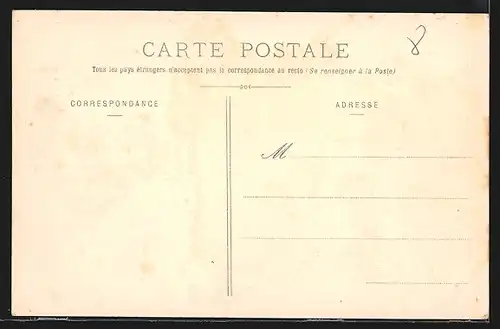 8
CARTE POSTALE
Tous les pays étrangers n'acceptent pas la correspondance au recto (Se renseigner à la Poste)
CORRESPONDANCE
ADRESSE
M